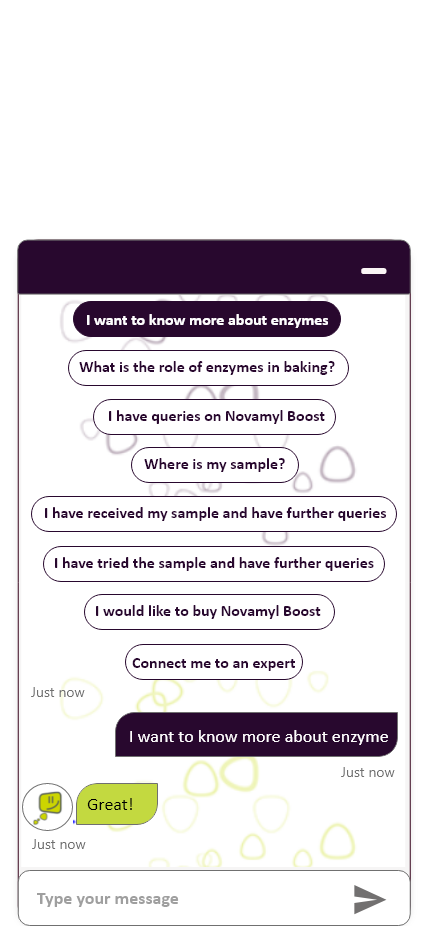 I want to know more about enzymes
What is the role of enzymes in baking?
I have queries on Novamyl Boost
Where is my sample?
I have received my sample and have further queries
I have tried the sample and have further queries
I would like to buy Novamyl Boost
Connect me to an expert
Just now
I want to know more about enzyme
Just now
Great!
Just now
Type your message